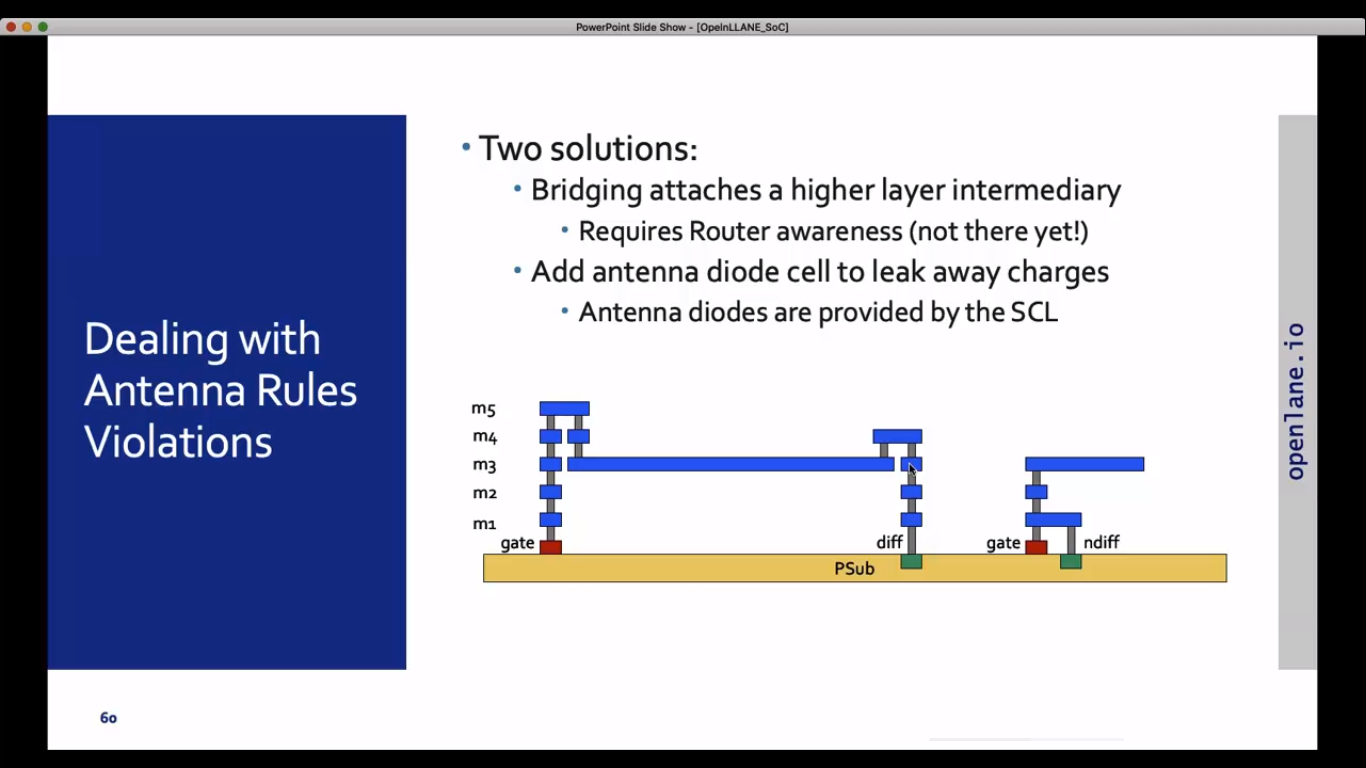 PowerPoint Slide Show - [OpeInLLANE_SoC]
Dealing with
Antenna Rules
Violations
• Two solutions:
• Bridging attaches a higher layer intermediary
• Requires Router awareness (not there yet!)
• Add antenna diode cell to leak away charges
• Antenna diodes are provided by the SCL
m5
m4
m3
m2
m1
gate
diff
gate
ndiff
PSub
openlane.io
60